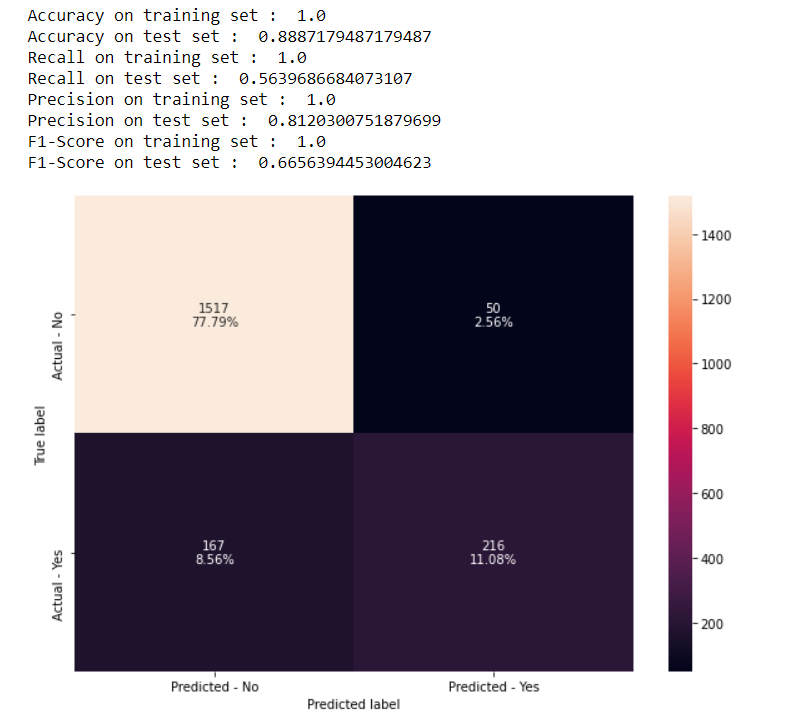 Accuracy on training set :  1.0
Accuracy on test set :  0.8887179487179487
Recall on training set :  1.0
Recall on test set :  0.5639686684073107
Precision on training set :  1.0
Precision on test set :  0.8120300751879699
F1-Score on training set :  1.0
F1-Score on test set :  0.6656394453004623
1517
77.79%
50
2.56%
167
8.56%
216
11.08%
Actual - No
Actual - Yes
True label
Predicted - No
Predicted - Yes
Predicted label
1400
1200
1000
800
600
400
200